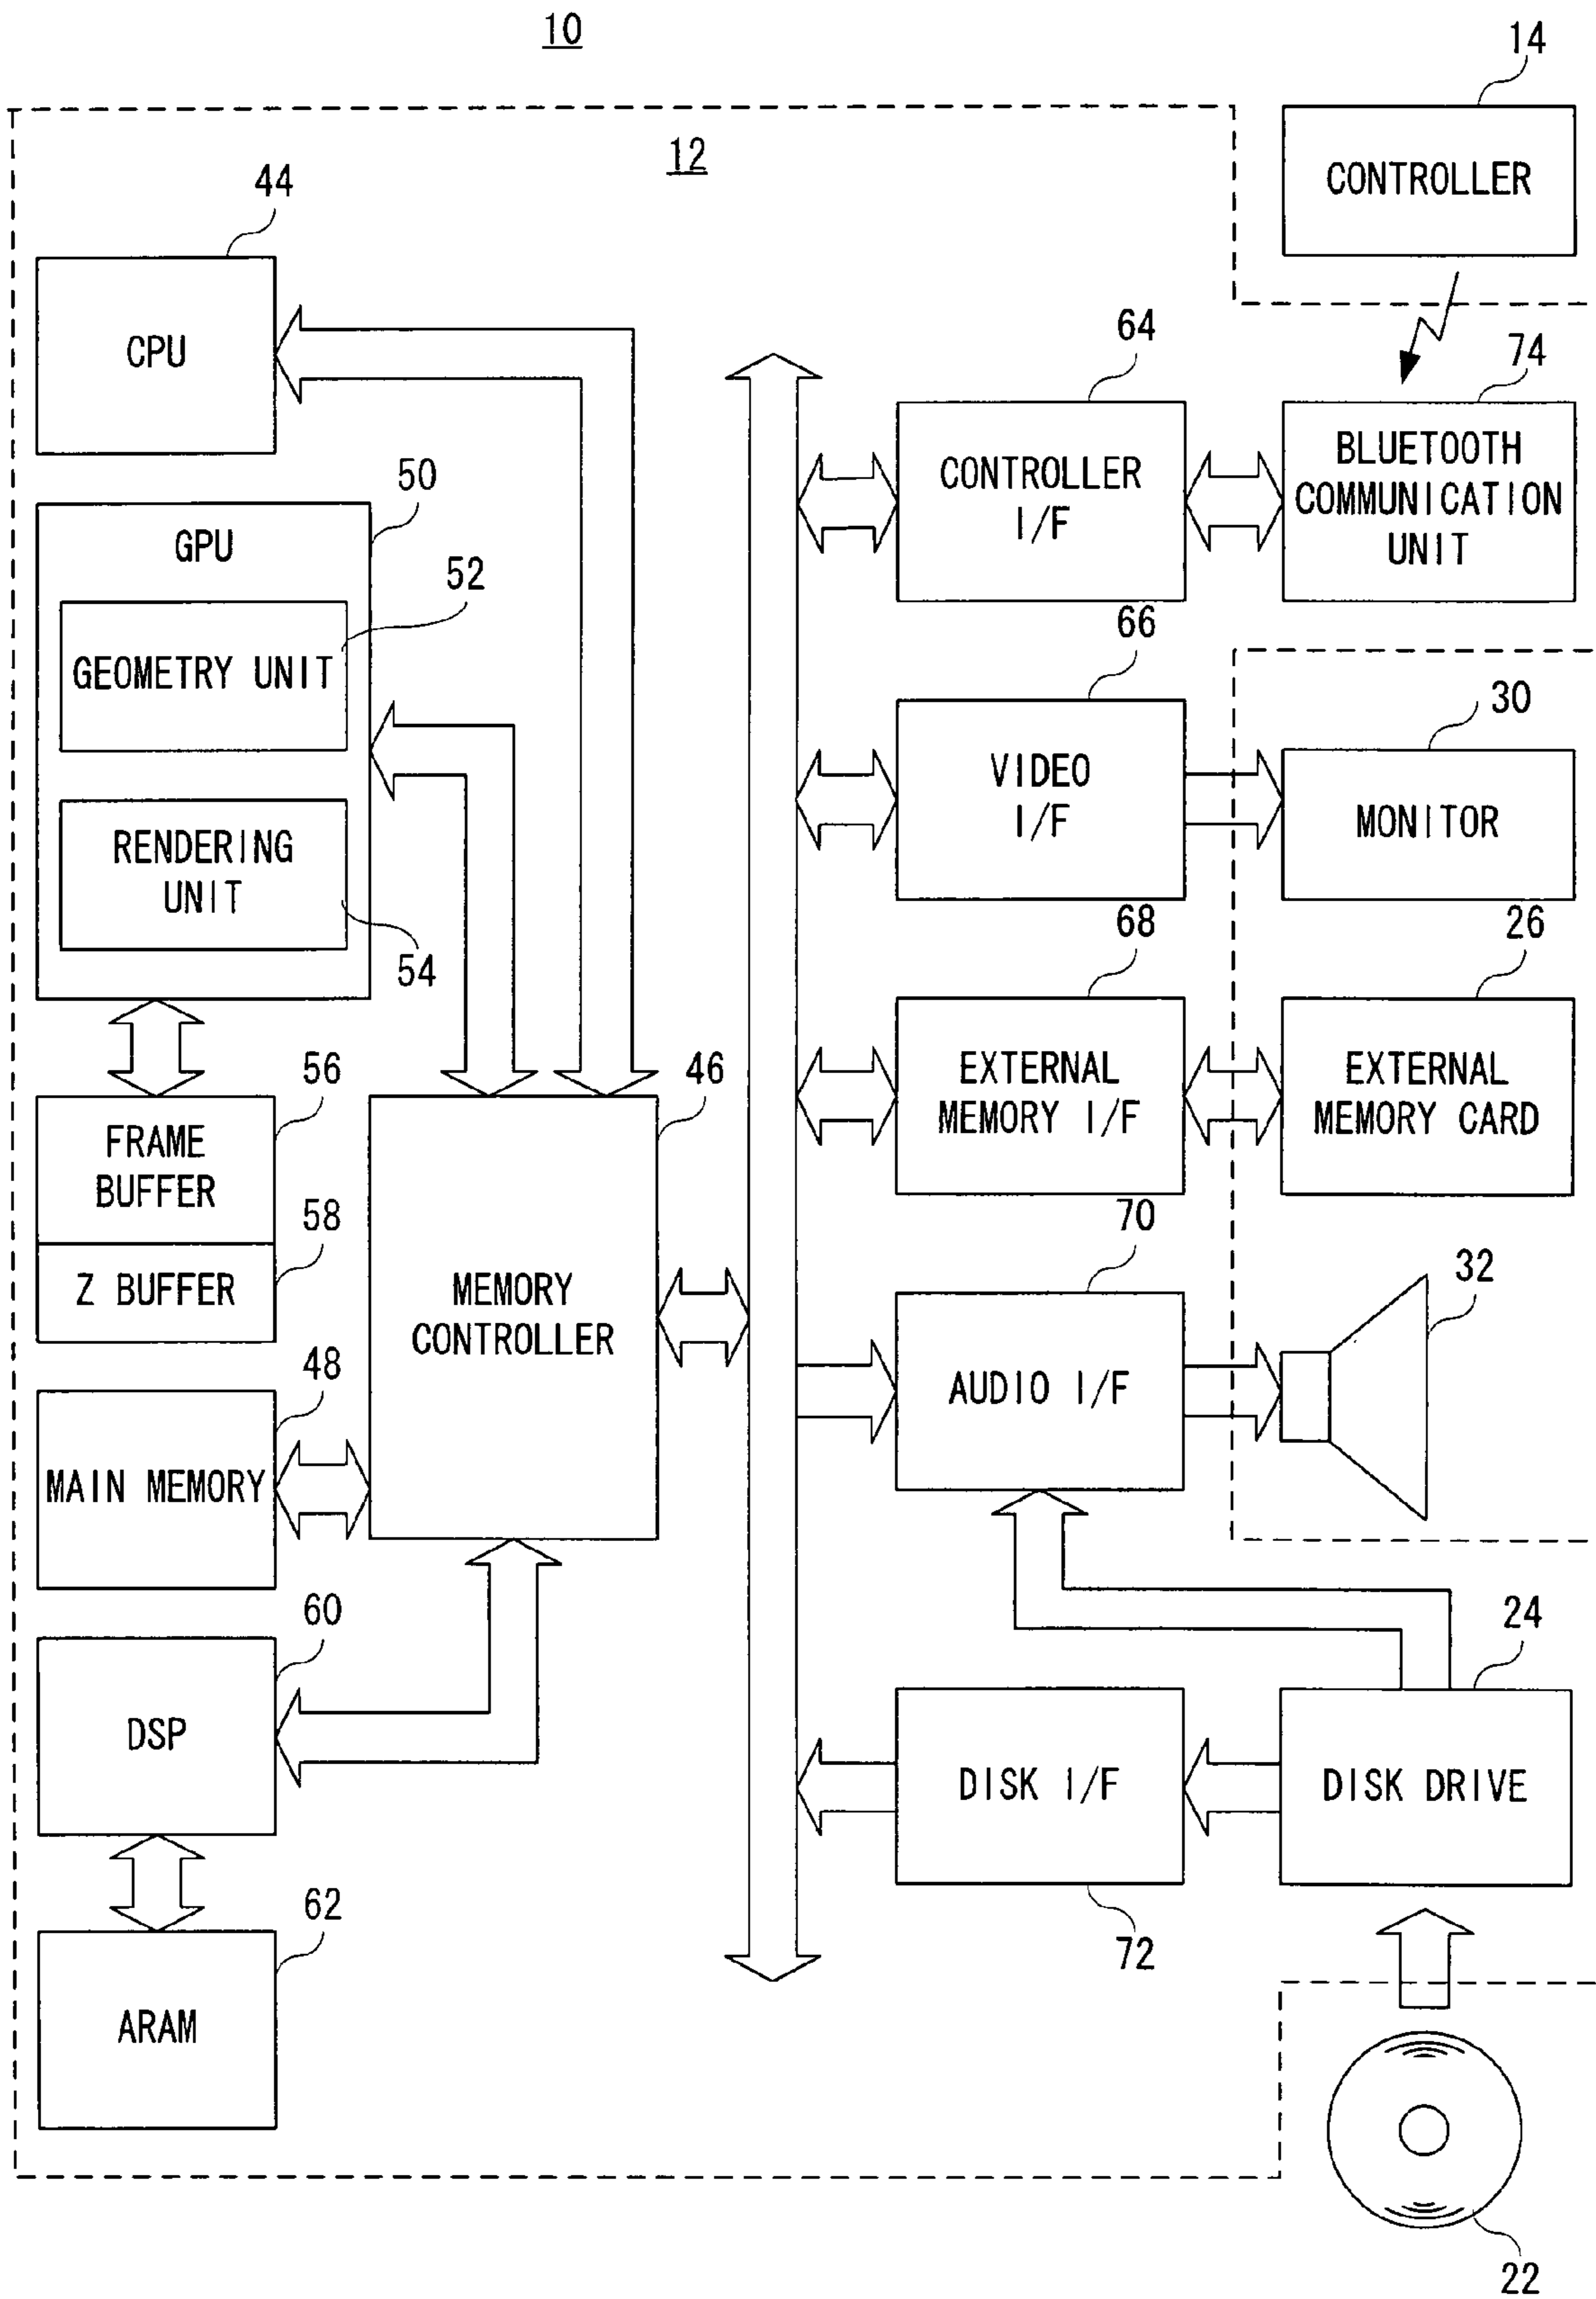 10
14
12
CONTROLLER
44
CPU
64
74
CONTROLLER
I/F
BLUETOOTH
COMMUNICATION
UNIT
50
GPU
52
GEOMETRY UNIT
66
30
VIDEO
I/F
MONITOR
RENDERING
UNIT
54
68
26
EXTERNAL
MEMORY I/F
EXTERNAL
MEMORY CARD
56
46
FRAME
BUFFER
58
Z BUFFER
MEMORY
CONTROLLER
70
32
AUDIO I/F
48
MAIN MEMORY
60
24
DSP
DISK I/F
DISK DRIVE
62
72
ARAM
22